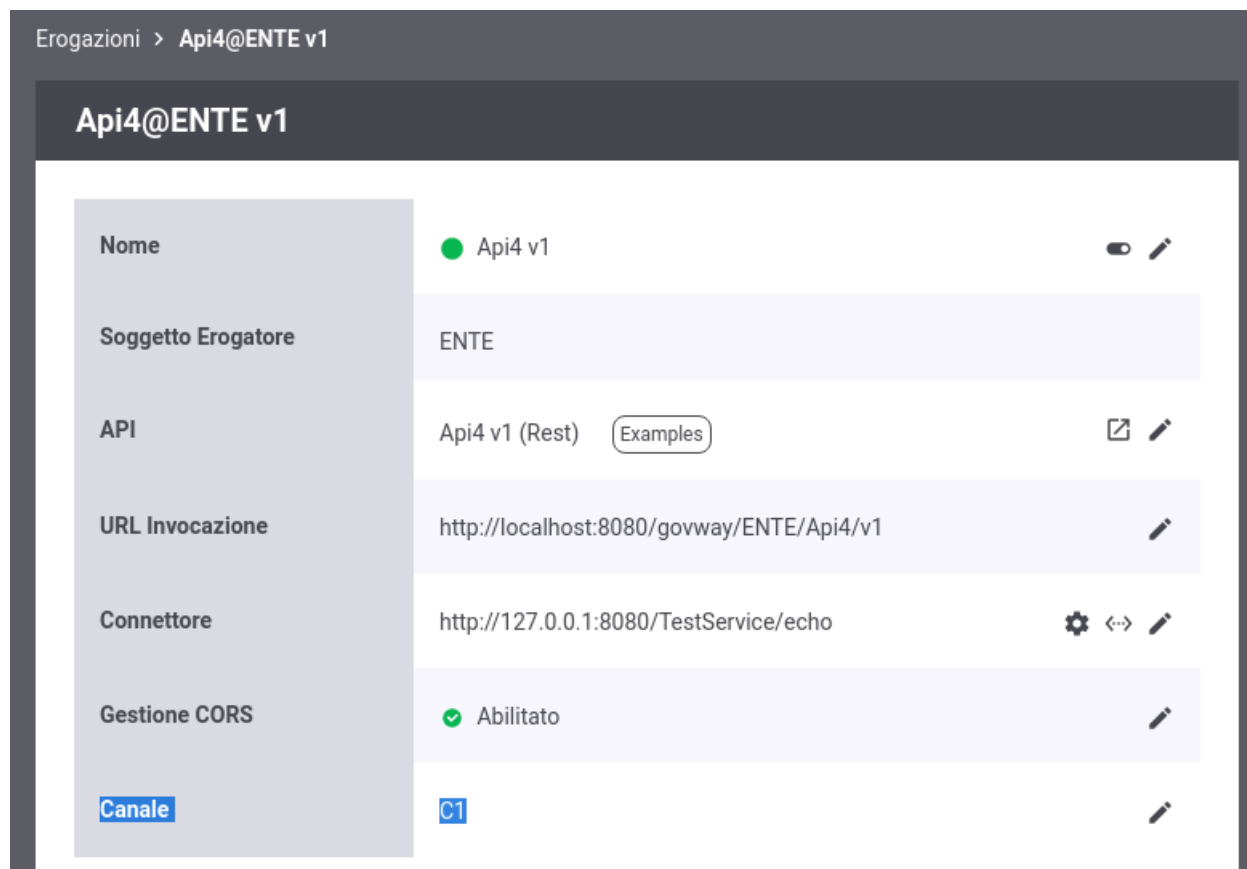 Erogazioni > Api4@ENTE v1
Api4@ENTE v1
Nome Api4 v1
Soggetto Erogatore ENTE
API Api4 v1 (Rest) Examples
URL Invocazione http://localhost:8080/govway/ENTE/Api4/v1
Connettore http://127.0.0.1:8080/TestService/echo
Gestione CORS Abilitato
Canale C1